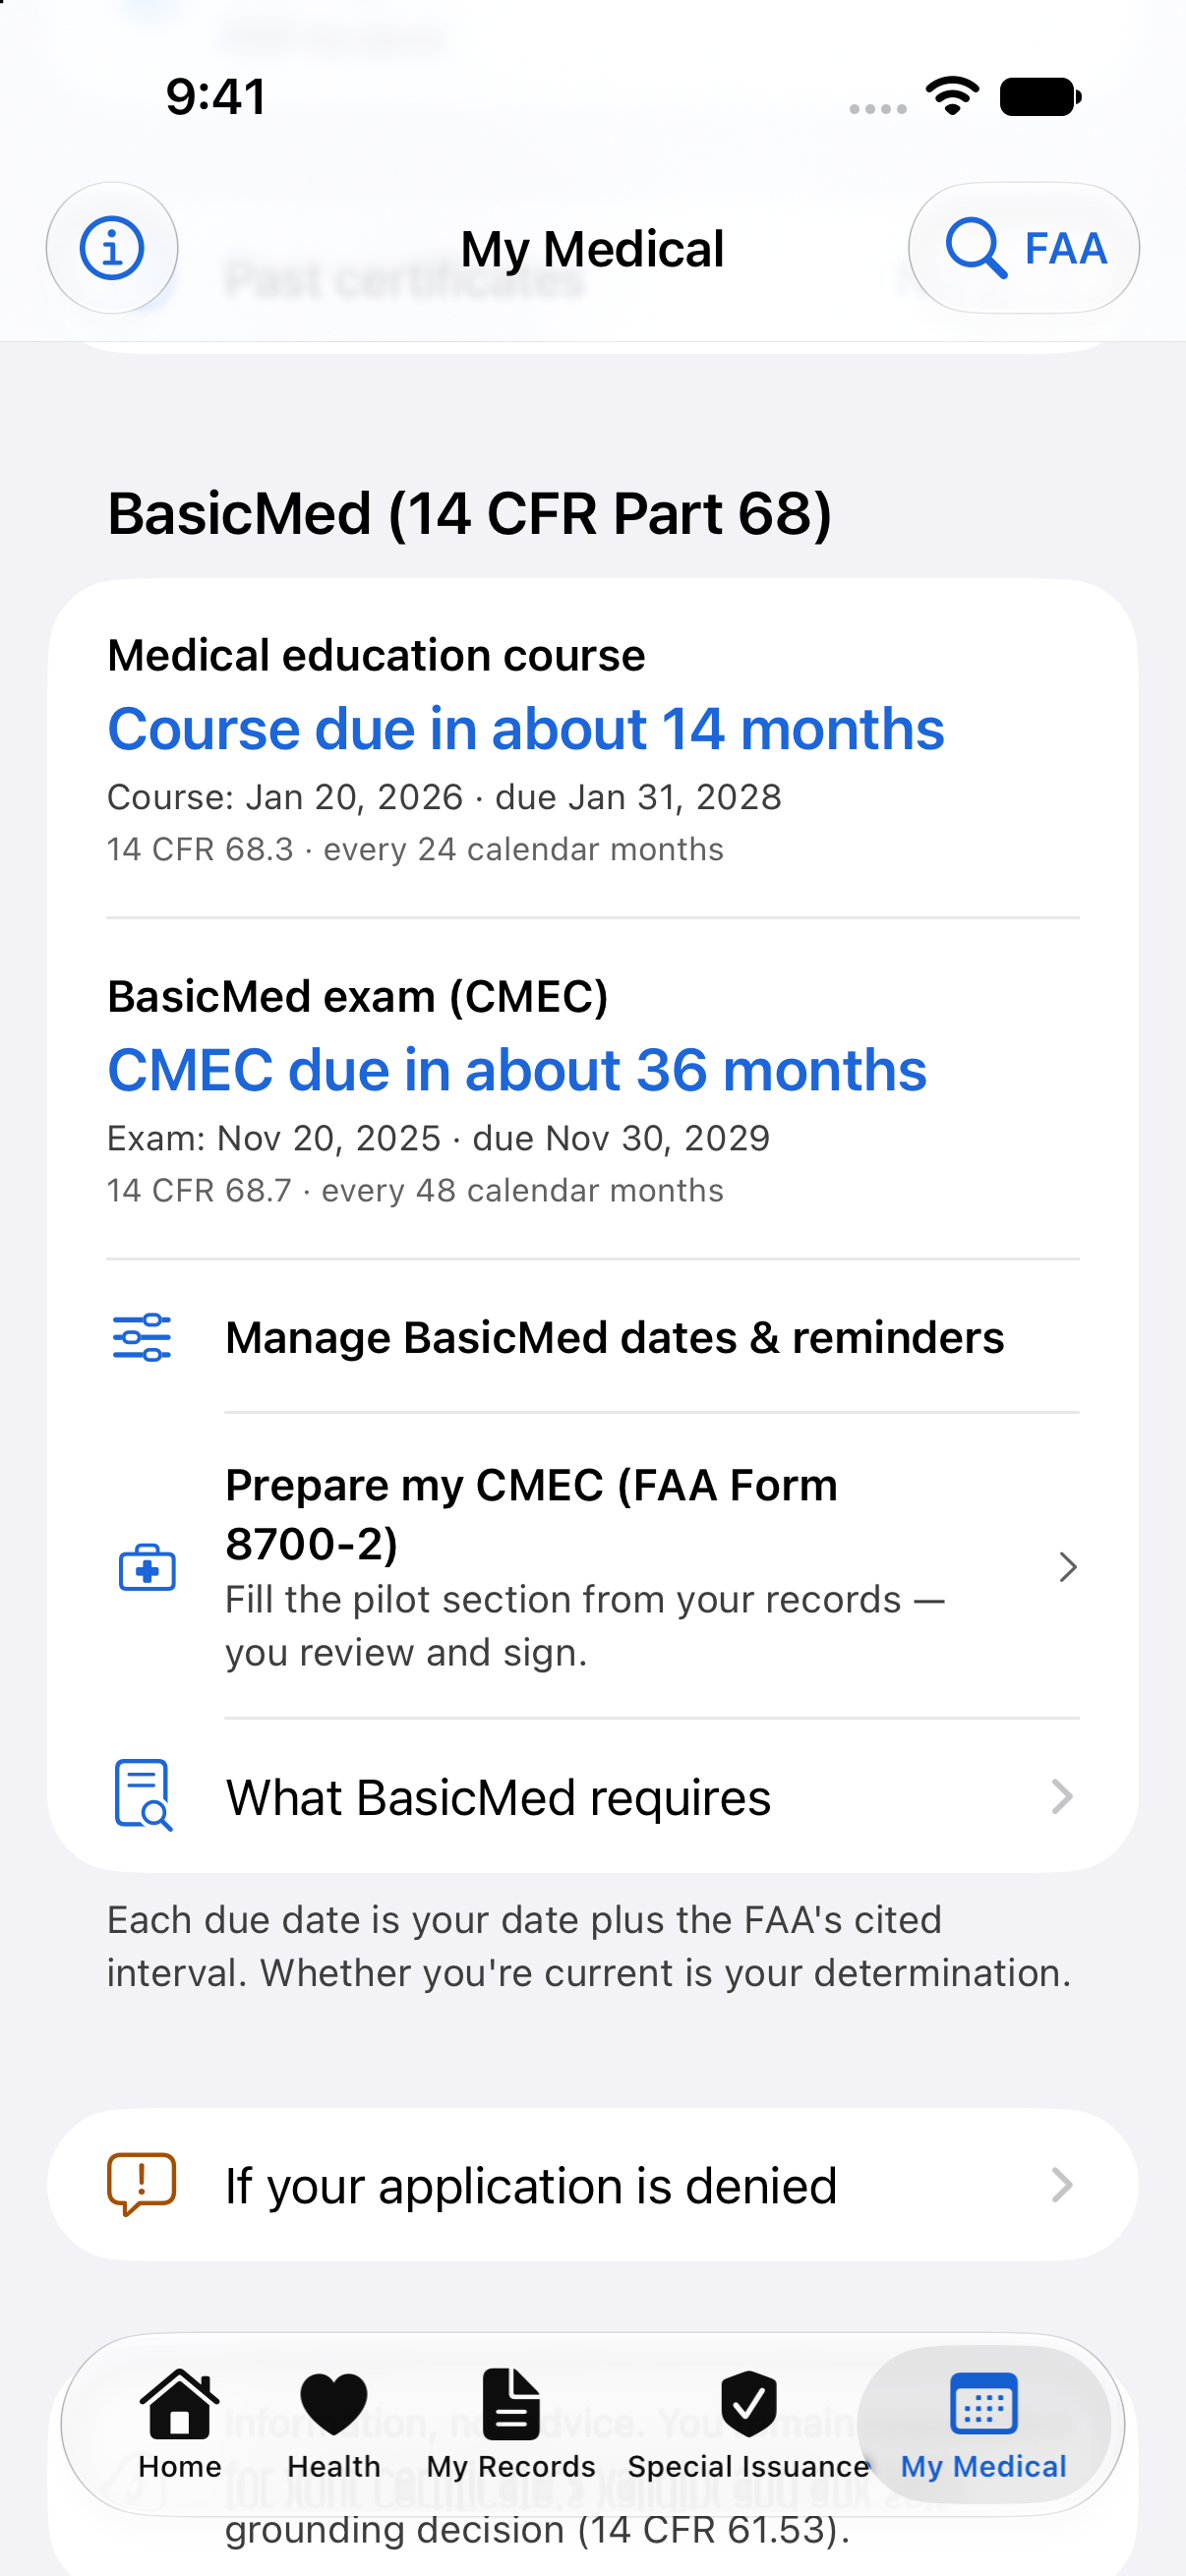 9:41
My Medical
FAA
Past certificates
BasicMed (14 CFR Part 68)
Medical education course
Course due in about 14 months
Course: Jan 20, 2026 · due Jan 31, 2028
14 CFR 68.3 · every 24 calendar months
BasicMed exam (CMEC)
CMEC due in about 36 months
Exam: Nov 20, 2025 · due Nov 30, 2029
14 CFR 68.7 · every 48 calendar months
Manage BasicMed dates & reminders
Prepare my CMEC (FAA Form
8700-2)
Fill the pilot section from your records —
you review and sign.
What BasicMed requires
Each due date is your date plus the FAA's cited
interval. Whether you're current is your determination.
If your application is denied
Home
Health
My Records
Special Issuance
My Medical
grounding decision (14 CFR 61.53).